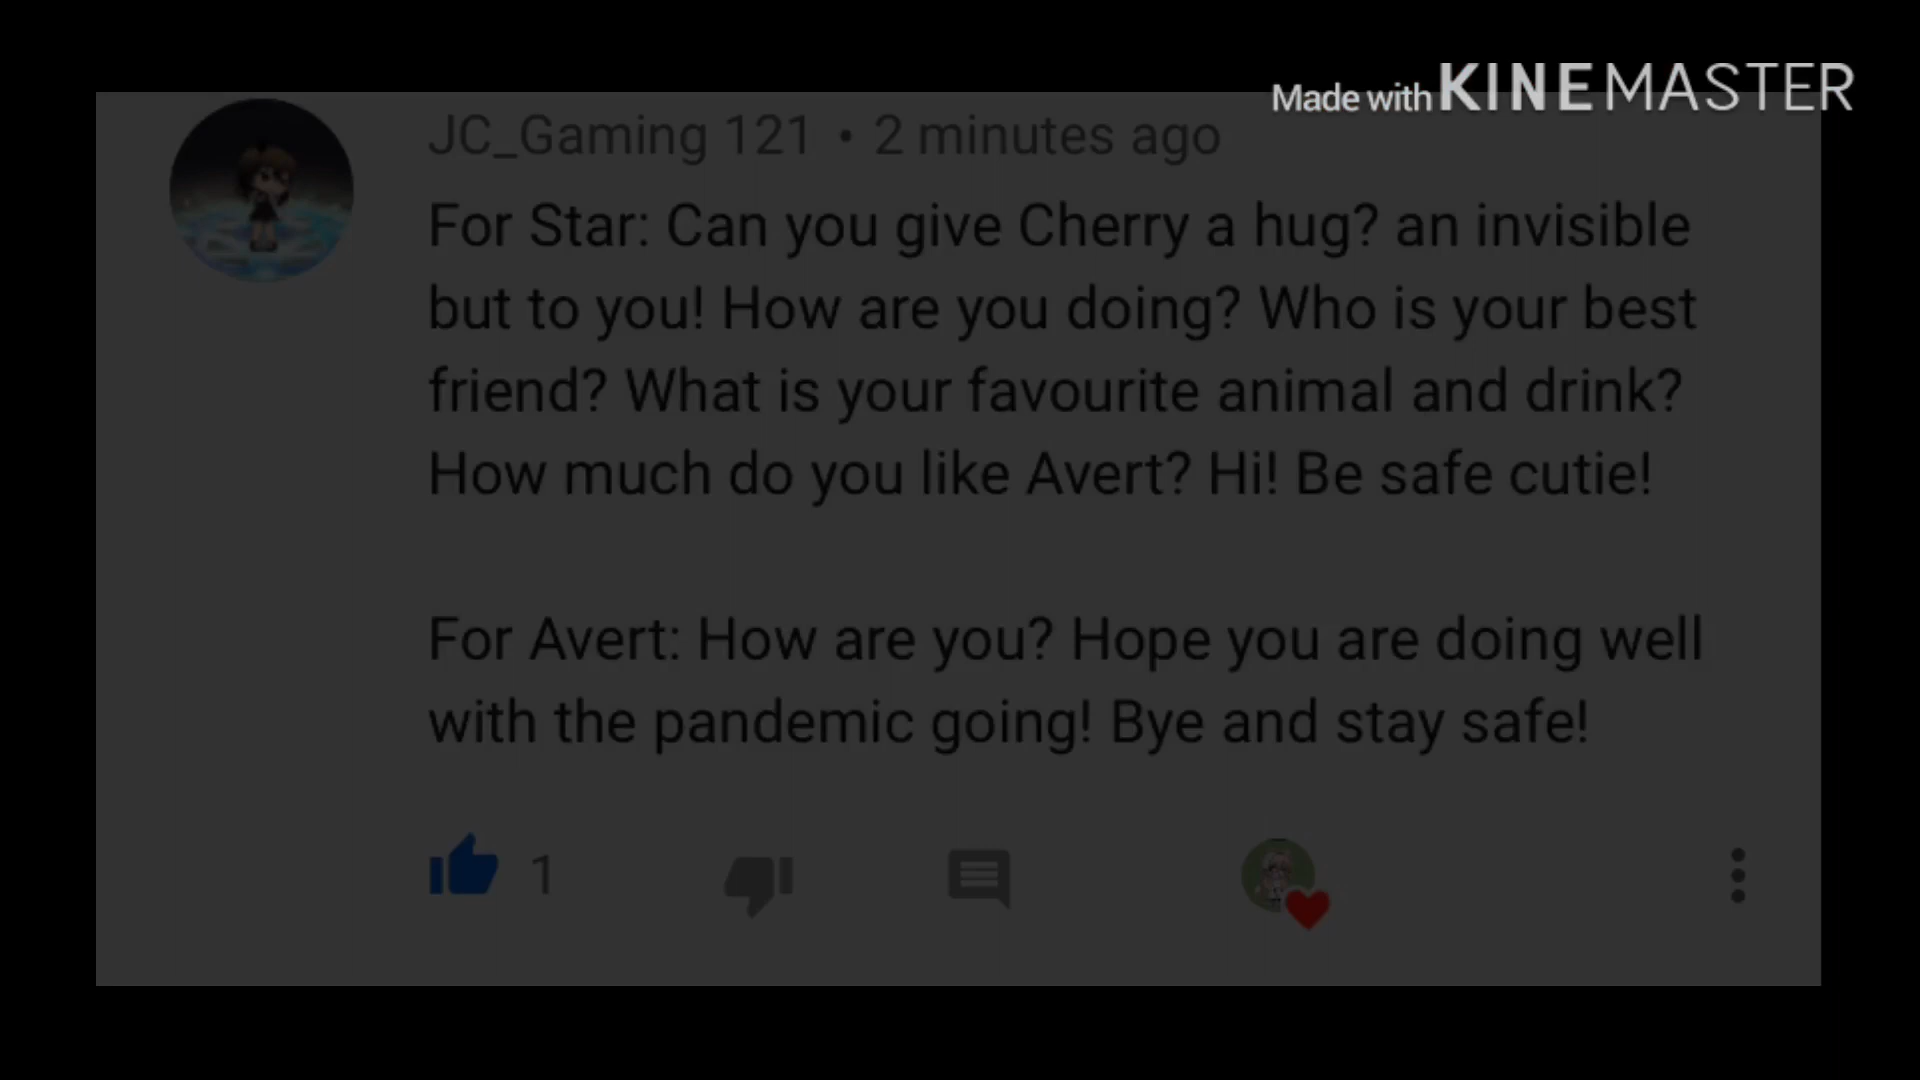 Made with KINEMASTER
JC_Gaming 121 • 2 minutes ago
For Star: Can you give Cherry a hug? an invisible
but to you! How are you doing? Who is your best
friend? What is your favourite animal and drink?
How much do you like Avert? Hi! Be safe cutie!
For Avert: How are you? Hope you are doing well
with the pandemic going! Bye and stay safe!
1